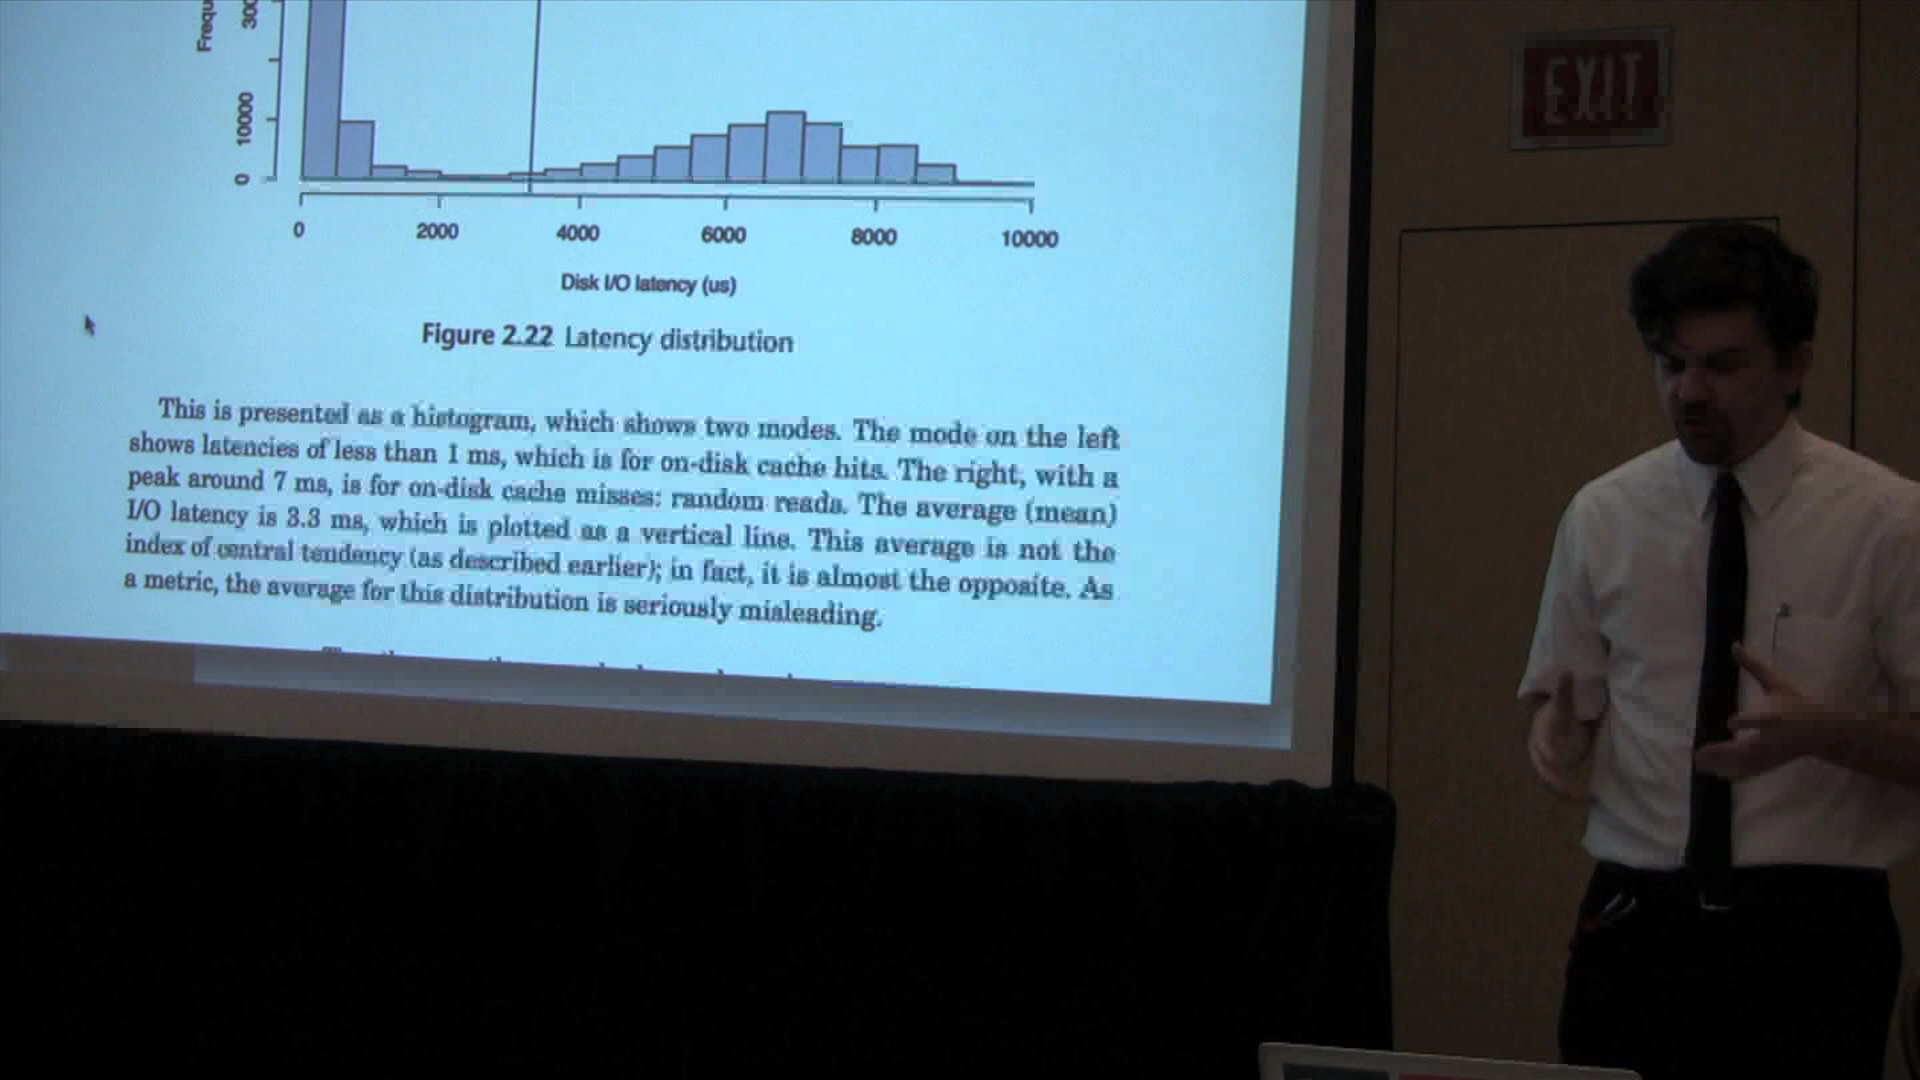 Frequ
300
10000
0
0 2000 4000 6000 8000 10000
Disk I/O latency (us)
Figure 2.22 Latency distribution
This is presented as a histogram, which shows two modes. The mode on the left
shows latencies of less than 1 ms, which is for on-disk cache hits. The right, with a
peak around 7 ms, is for on-disk cache misses: random reads. The average (mean)
I/O latency is 3.3 ms, which is plotted as a vertical line. This average is not the
index of central tendency (as described earlier); in fact, it is almost the opposite. As
a metric, the average for this distribution is seriously misleading.
EXIT